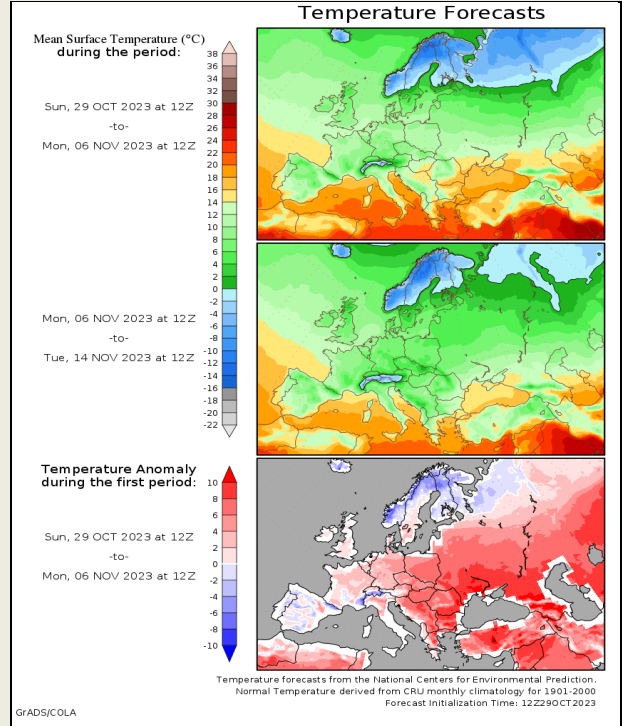 Temperature Forecasts
Mean Surface Temperature (°C)
during the period:
38
36
34
32
30
28
26
24
22
20
18
16
14
12
10
8
6
4
2
0
-2
-4
-6
-8
-10
-12
-14
-16
-18
-20
-22
Sun, 29 OCT 2023 at 12Z
-to-
Mon, 06 NOV 2023 at 12Z
Mon, 06 NOV 2023 at 12Z
-to-
Tue, 14 NOV 2023 at 12Z
Temperature Anomaly
during the first period:
10
8
6
4
2
0
-2
-4
-6
-8
-10
Sun, 29 OCT 2023 at 12Z
-to-
Mon, 06 NOV 2023 at 12Z
Temperature forecasts from the National Centers for Environmental Prediction.
Normal Temperature derived from CRU monthly climatology for 1901-2000
Forecast Initialization Time: 12Z29OCT2023
GrADS/COLA